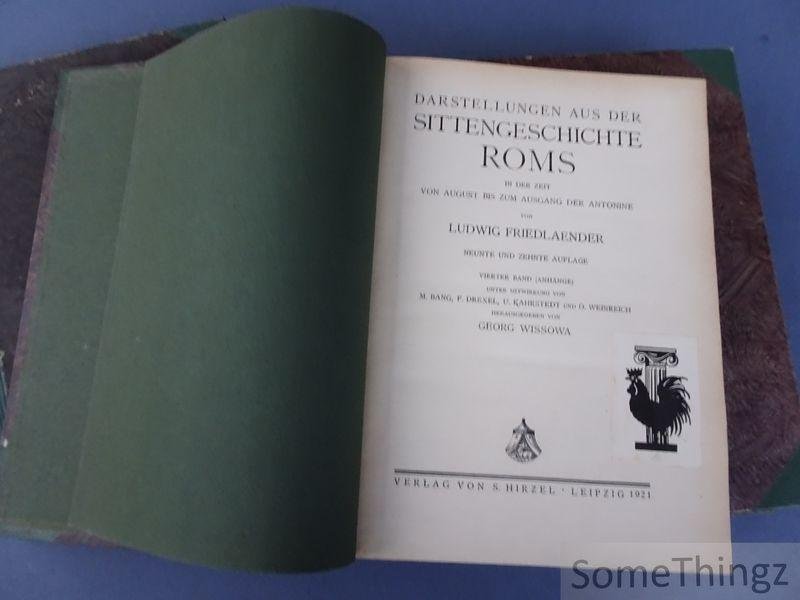 DARSTELLUNGEN AUS DER
SITTENGESCHICHTE
ROMS
IN DER ZEIT
VON AUGUST BIS ZUM AUSGANG DER ANTONINE
VON
LUDWIG FRIEDLAENDER
NEUNTE UND ZEHNTE AUFLAGE
VIERTER BAND (ANHÄNGE)
UNTER MITWIRKUNG VON
M. BANG, F. DREXEL, U. KAHRSTEDT UND O. WEINREICH
HERAUSGEGEBEN VON
GEORG WISSOWA
VERLAG VON S. HIRZEL · LEIPZIG 1921
SomeThingz